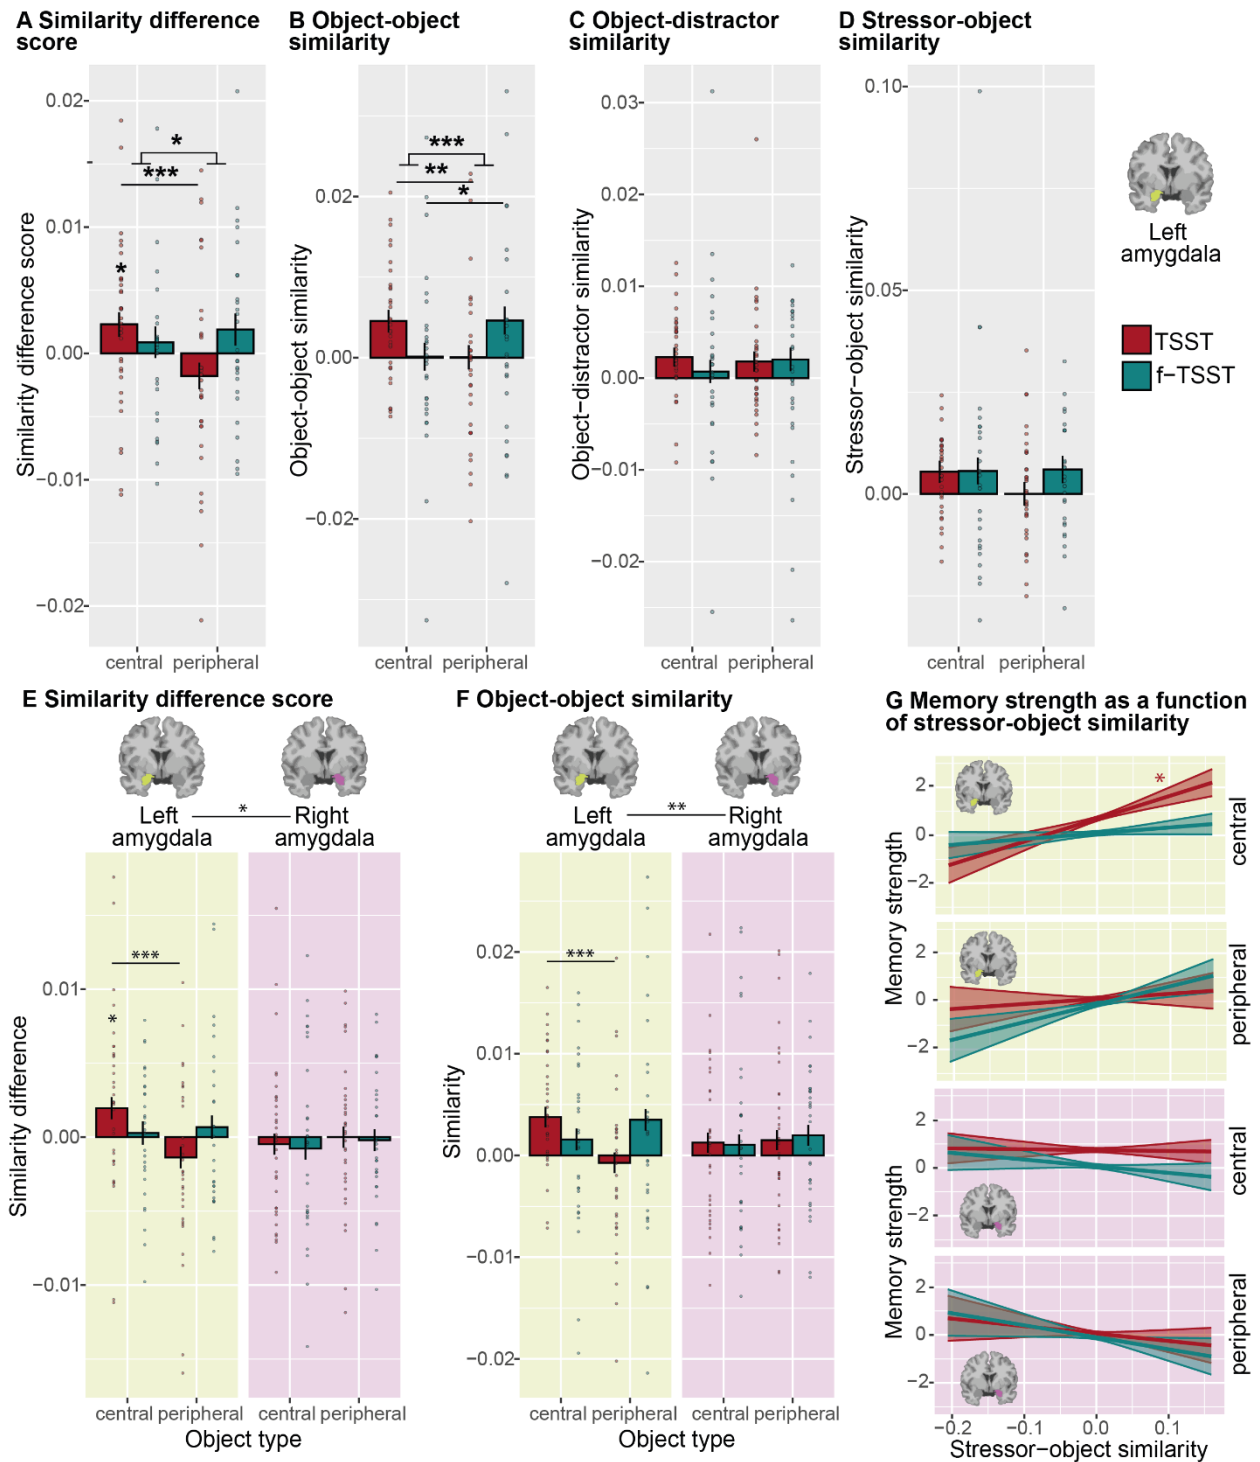 A Similarity difference
score
B Object-object
similarity
C Object-distractor
similarity
D Stressor-object
similarity
Similarity difference score
0.02
0.01
0.00
−0.01
−0.02
*
***
*
central
peripheral
Object−object similarity
0.02
0.00
−0.02
***
**
*
central
peripheral
Object−distractor similarity
0.03
0.02
0.01
0.00
−0.01
−0.02
central
peripheral
Stressor−object similarity
0.10
0.05
0.00
central
peripheral
Left
amygdala
TSST
f−TSST
E Similarity difference score
Left
amygdala
*
Right
amygdala
Similarity difference
0.01
0.00
−0.01
***
*
central
peripheral
central
peripheral
Object type
F Object-object similarity
Left
amygdala
**
Right
amygdala
Similarity
0.02
0.01
0.00
−0.01
−0.02
***
central
peripheral
central
peripheral
Object type
G Memory strength as a function
of stressor-object similarity
Memory strength
2
0
−2
*
central
2
0
−2
peripheral
Memory strength
2
0
−2
central
2
0
−2
peripheral
−0.2
−0.1
0.0
0.1
Stressor−object similarity